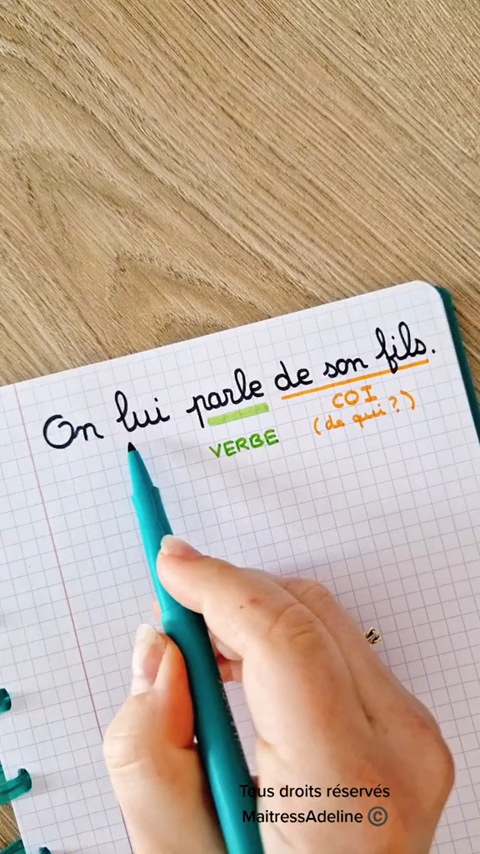 On lui parle de son fils.
VERBE
COI
(de qui ?)
Tous droits réservés
MaitressAdeline ©